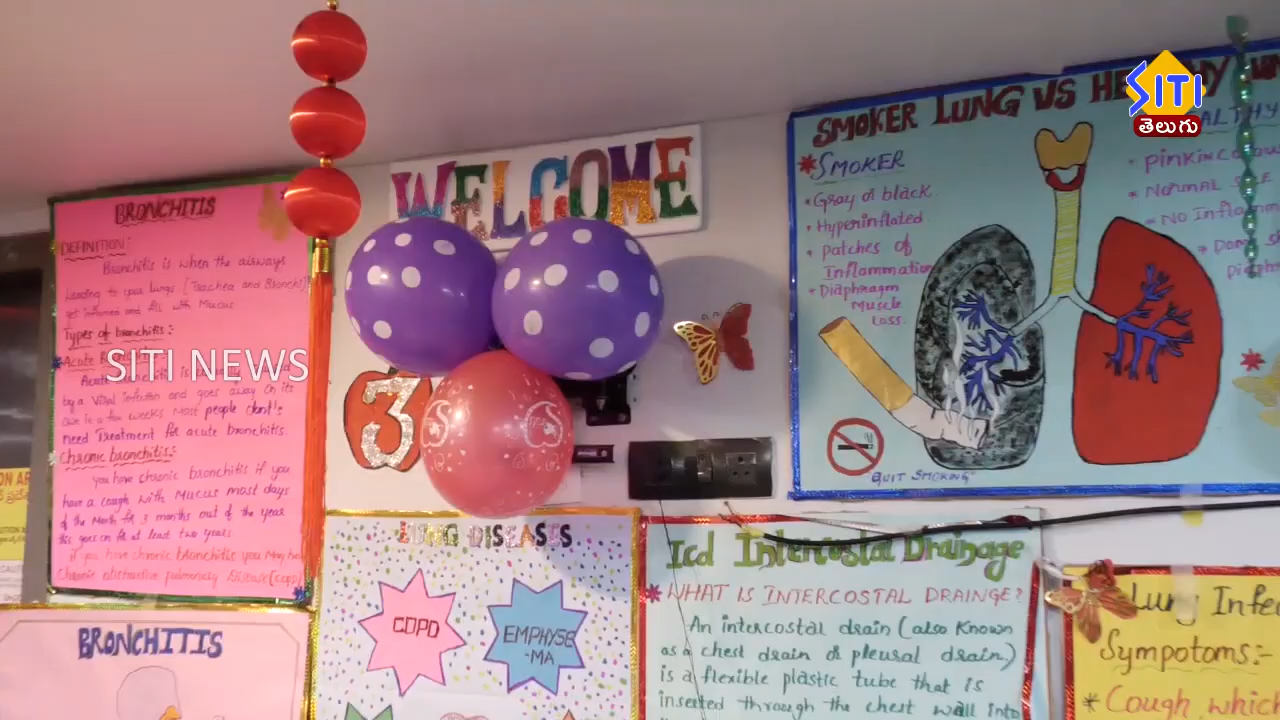 SITI
తెలుగు
SITI NEWS
BRONCHITIS
DEFINITION:
Bronchitis is when the airways
Leading to your lungs [Trachea and Bronchi]
get inflamed and fill with Mucus
Types of bronchitis:-
by a Viral infection and goes away on its
own in a few weeks most people don't
need Treatment for acute bronchitis.
Chronic bronchitis:-
you have chronic bronchitis if you
have a cough with Mucus most days
of the Month for 3 months out of the year
this goes on for at least two years
if you have chronic bronchitis you May have
chronic obstructive pulmonary Disease[copd]
BRONCHITIS
WELCOME
3
LUNG DISEASES
COPD
EMPHYSE
-MA
SMOKER LUNG VS
SMOKER
* Gray or black.
* Hyperinflated
* Patches of
Inflammation
* Diaphragm
Muscle
Loss.
"QUIT SMOKING"
* Normal
* No
Icd Intercostal Drainage
* WHAT IS INTERCOSTAL DRAINGE?
An intercostal drain (also Known
as a chest drain or pleural drain)
is a flexible plastic tube that is
inserted through the chest wall into
Lung
Sympotoms:-
* Cough which